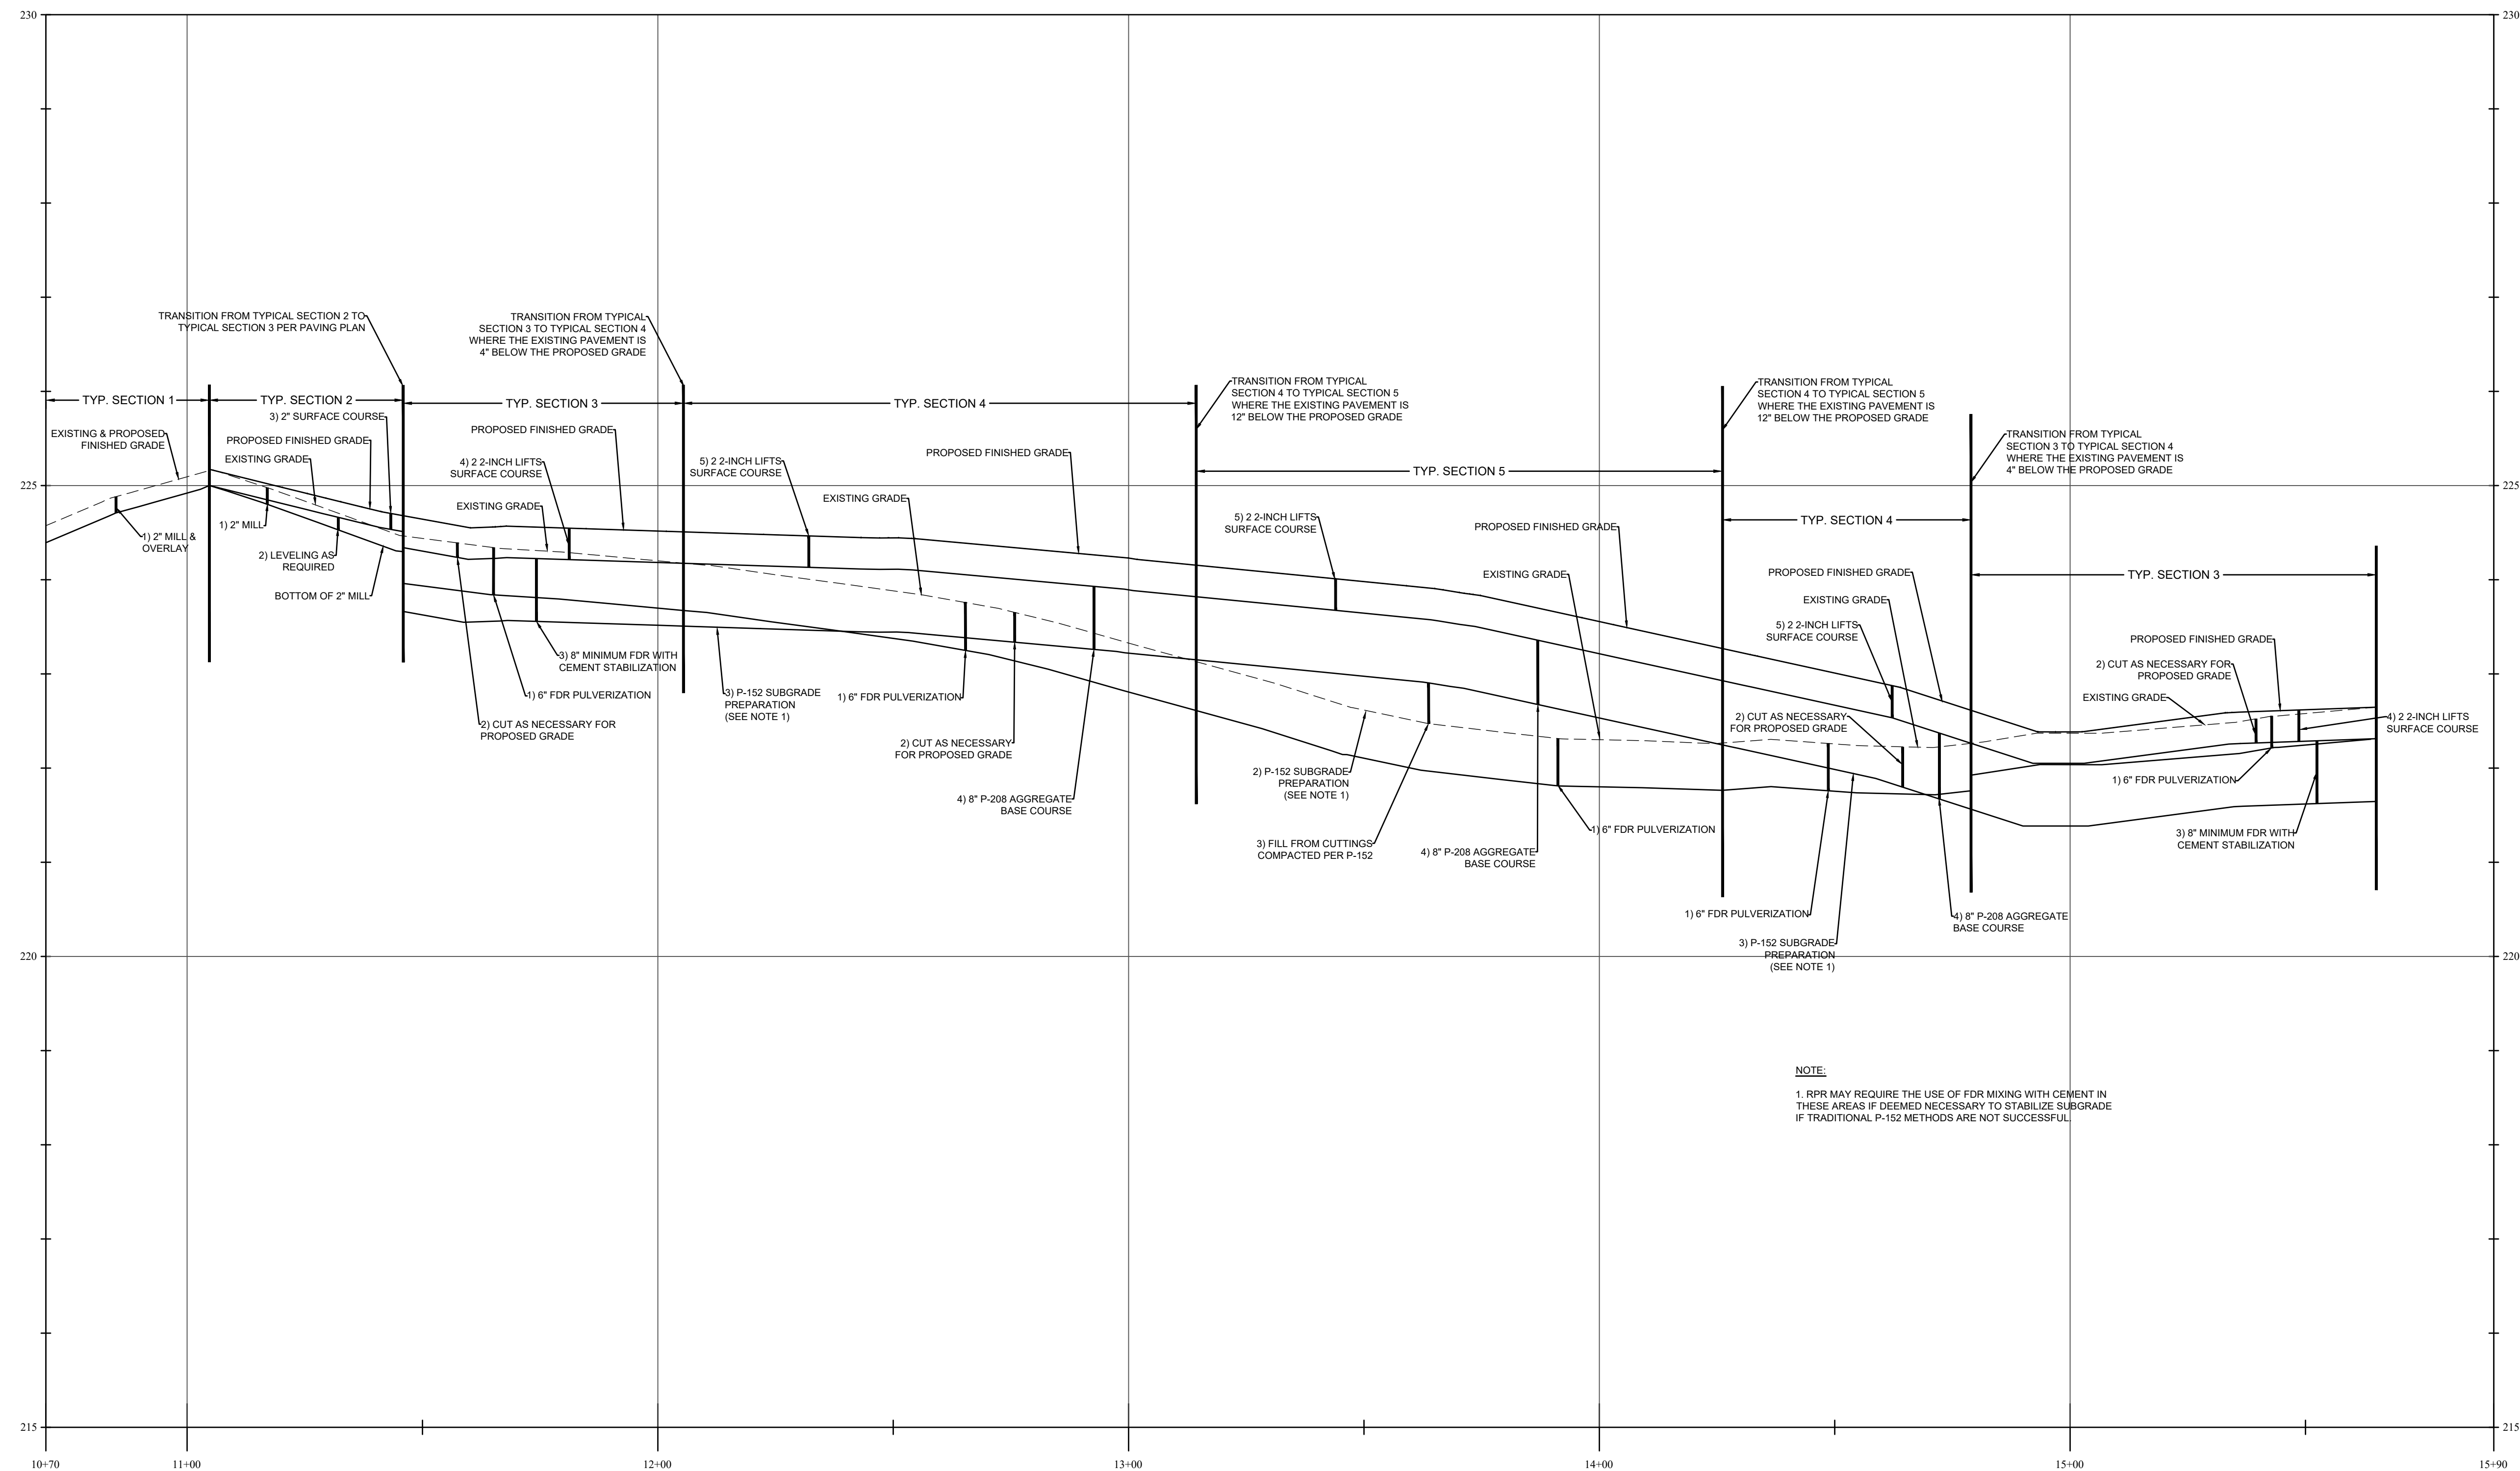 230
230
TRANSITION FROM TYPICAL SECTION 2 TO
TYPICAL SECTION 3 PER PAVING PLAN
TRANSITION FROM TYPICAL
SECTION 3 TO TYPICAL SECTION 4
WHERE THE EXISTING PAVEMENT IS
4" BELOW THE PROPOSED GRADE
TRANSITION FROM TYPICAL
SECTION 4 TO TYPICAL SECTION 5
WHERE THE EXISTING PAVEMENT IS
12" BELOW THE PROPOSED GRADE
TRANSITION FROM TYPICAL
SECTION 4 TO TYPICAL SECTION 5
WHERE THE EXISTING PAVEMENT IS
12" BELOW THE PROPOSED GRADE
TRANSITION FROM TYPICAL
SECTION 3 TO TYPICAL SECTION 4
WHERE THE EXISTING PAVEMENT IS
4" BELOW THE PROPOSED GRADE
TYP. SECTION 1
TYP. SECTION 2
TYP. SECTION 3
TYP. SECTION 4
TYP. SECTION 5
TYP. SECTION 4
TYP. SECTION 3
EXISTING & PROPOSED
FINISHED GRADE
3) 2" SURFACE COURSE
PROPOSED FINISHED GRADE
EXISTING GRADE
PROPOSED FINISHED GRADE
4) 2 2-INCH LIFTS
SURFACE COURSE
EXISTING GRADE
5) 2 2-INCH LIFTS
SURFACE COURSE
EXISTING GRADE
PROPOSED FINISHED GRADE
225
225
1) 2" MILL &
OVERLAY
1) 2" MILL
2) LEVELING AS
REQUIRED
BOTTOM OF 2" MILL
5) 2 2-INCH LIFTS
SURFACE COURSE
EXISTING GRADE
PROPOSED FINISHED GRADE
PROPOSED FINISHED GRADE
EXISTING GRADE
5) 2 2-INCH LIFTS
SURFACE COURSE
PROPOSED FINISHED GRADE
2) CUT AS NECESSARY FOR
PROPOSED GRADE
EXISTING GRADE
3) 8" MINIMUM FDR WITH
CEMENT STABILIZATION
1) 6" FDR PULVERIZATION
2) CUT AS NECESSARY FOR
PROPOSED GRADE
3) P-152 SUBGRADE
PREPARATION
(SEE NOTE 1)
1) 6" FDR PULVERIZATION
2) CUT AS NECESSARY
FOR PROPOSED GRADE
4) 8" P-208 AGGREGATE
BASE COURSE
2) P-152 SUBGRADE
PREPARATION
(SEE NOTE 1)
3) FILL FROM CUTTINGS
COMPACTED PER P-152
4) 8" P-208 AGGREGATE
BASE COURSE
1) 6" FDR PULVERIZATION
2) CUT AS NECESSARY
FOR PROPOSED GRADE
4) 2 2-INCH LIFTS
SURFACE COURSE
1) 6" FDR PULVERIZATION
3) 8" MINIMUM FDR WITH
CEMENT STABILIZATION
1) 6" FDR PULVERIZATION
3) P-152 SUBGRADE
PREPARATION
(SEE NOTE 1)
4) 8" P-208 AGGREGATE
BASE COURSE
220
220
NOTE:
1. RPR MAY REQUIRE THE USE OF FDR MIXING WITH CEMENT IN
THESE AREAS IF DEEMED NECESSARY TO STABILIZE SUBGRADE
IF TRADITIONAL P-152 METHODS ARE NOT SUCCESSFUL.
215
215
10+70
11+00
12+00
13+00
14+00
15+00
15+90